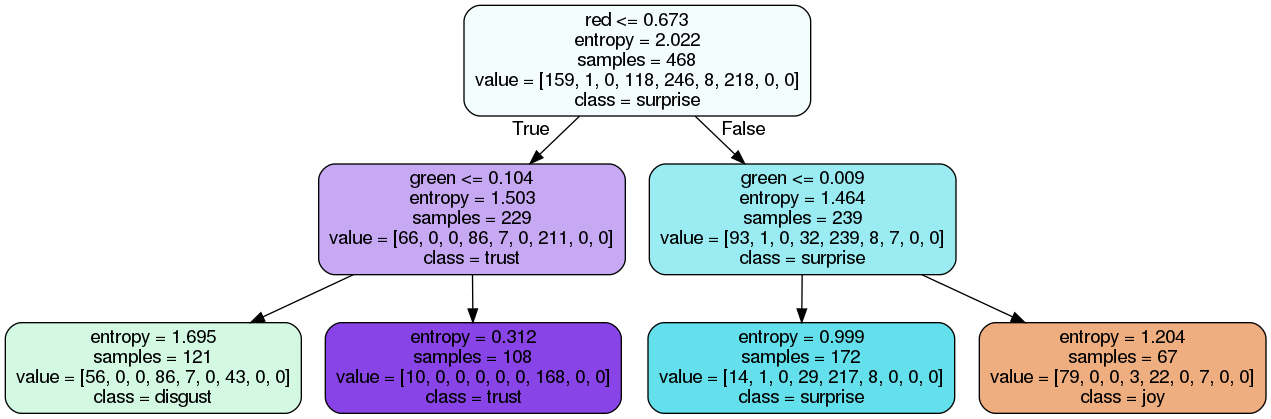 red <= 0.673
entropy = 2.022
samples = 468
value = [159, 1, 0, 118, 246, 8, 218, 0, 0]
class = surprise
True
False
green <= 0.104
entropy = 1.503
samples = 229
value = [66, 0, 0, 86, 7, 0, 211, 0, 0]
class = trust
green <= 0.009
entropy = 1.464
samples = 239
value = [93, 1, 0, 32, 239, 8, 7, 0, 0]
class = surprise
entropy = 1.695
samples = 121
value = [56, 0, 0, 86, 7, 0, 43, 0, 0]
class = disgust
entropy = 0.312
samples = 108
value = [10, 0, 0, 0, 0, 0, 168, 0, 0]
class = trust
entropy = 0.999
samples = 172
value = [14, 1, 0, 29, 217, 8, 0, 0, 0]
class = surprise
entropy = 1.204
samples = 67
value = [79, 0, 0, 3, 22, 0, 7, 0, 0]
class = joy